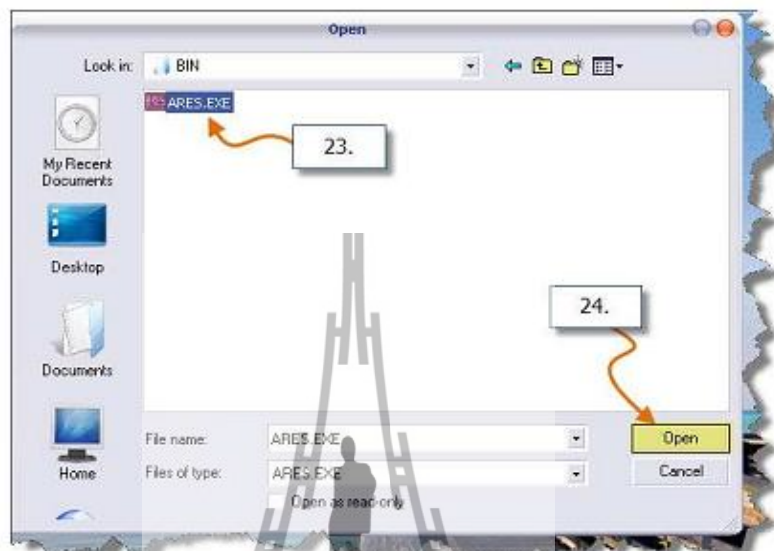 Open
Look in: BIN
ARES.EXE
23.
My Recent
Documents
Desktop
24.
Documents
Home
File name: ARES.EXE Open
Files of type: ARES.EXE Cancel
Open as read-only